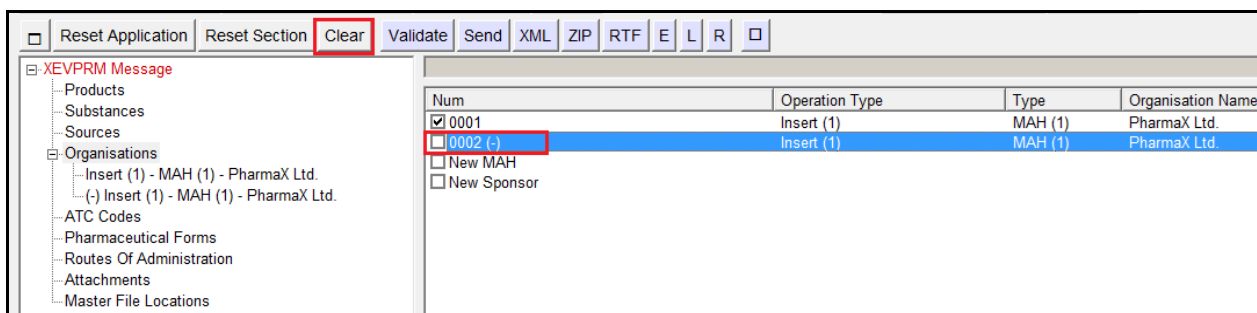 Reset Application Reset Section Clear Validate Send XML ZIP RTF E L R
XEVPRM Message
Products
Substances
Sources
Organisations
Insert (1) - MAH (1) - PharmaX Ltd.
(-) Insert (1) - MAH (1) - PharmaX Ltd.
ATC Codes
Pharmaceutical Forms
Routes Of Administration
Attachments
Master File Locations
Num Operation Type Type Organisation Name
0001 Insert (1) MAH (1) PharmaX Ltd.
0002 (-) Insert (1) MAH (1) PharmaX Ltd.
New MAH
New Sponsor